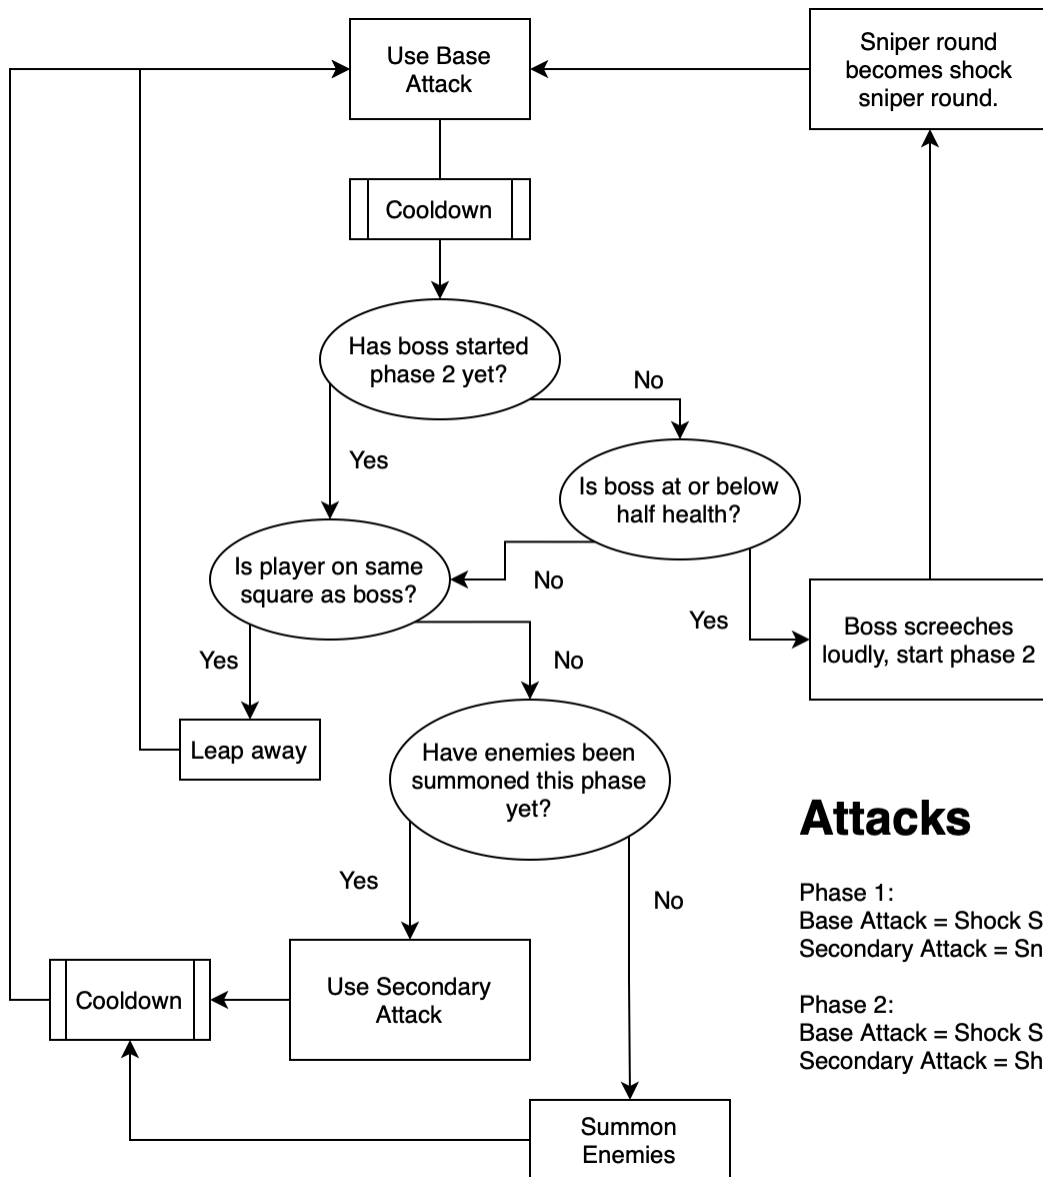 Use Base
Attack
Sniper round
becomes shock
sniper round.
Cooldown
Has boss started
phase 2 yet?
No
Yes
Is boss at or below
half health?
Is player on same
square as boss?
No
Yes
Boss screeches
loudly, start phase 2
Yes
No
Leap away
Have enemies been
summoned this phase
yet?
Attacks
Yes
No
Phase 1:
Base Attack = Shock S
Secondary Attack = Sn
Cooldown
Use Secondary
Attack
Phase 2:
Base Attack = Shock S
Secondary Attack = Sh
Summon
Enemies